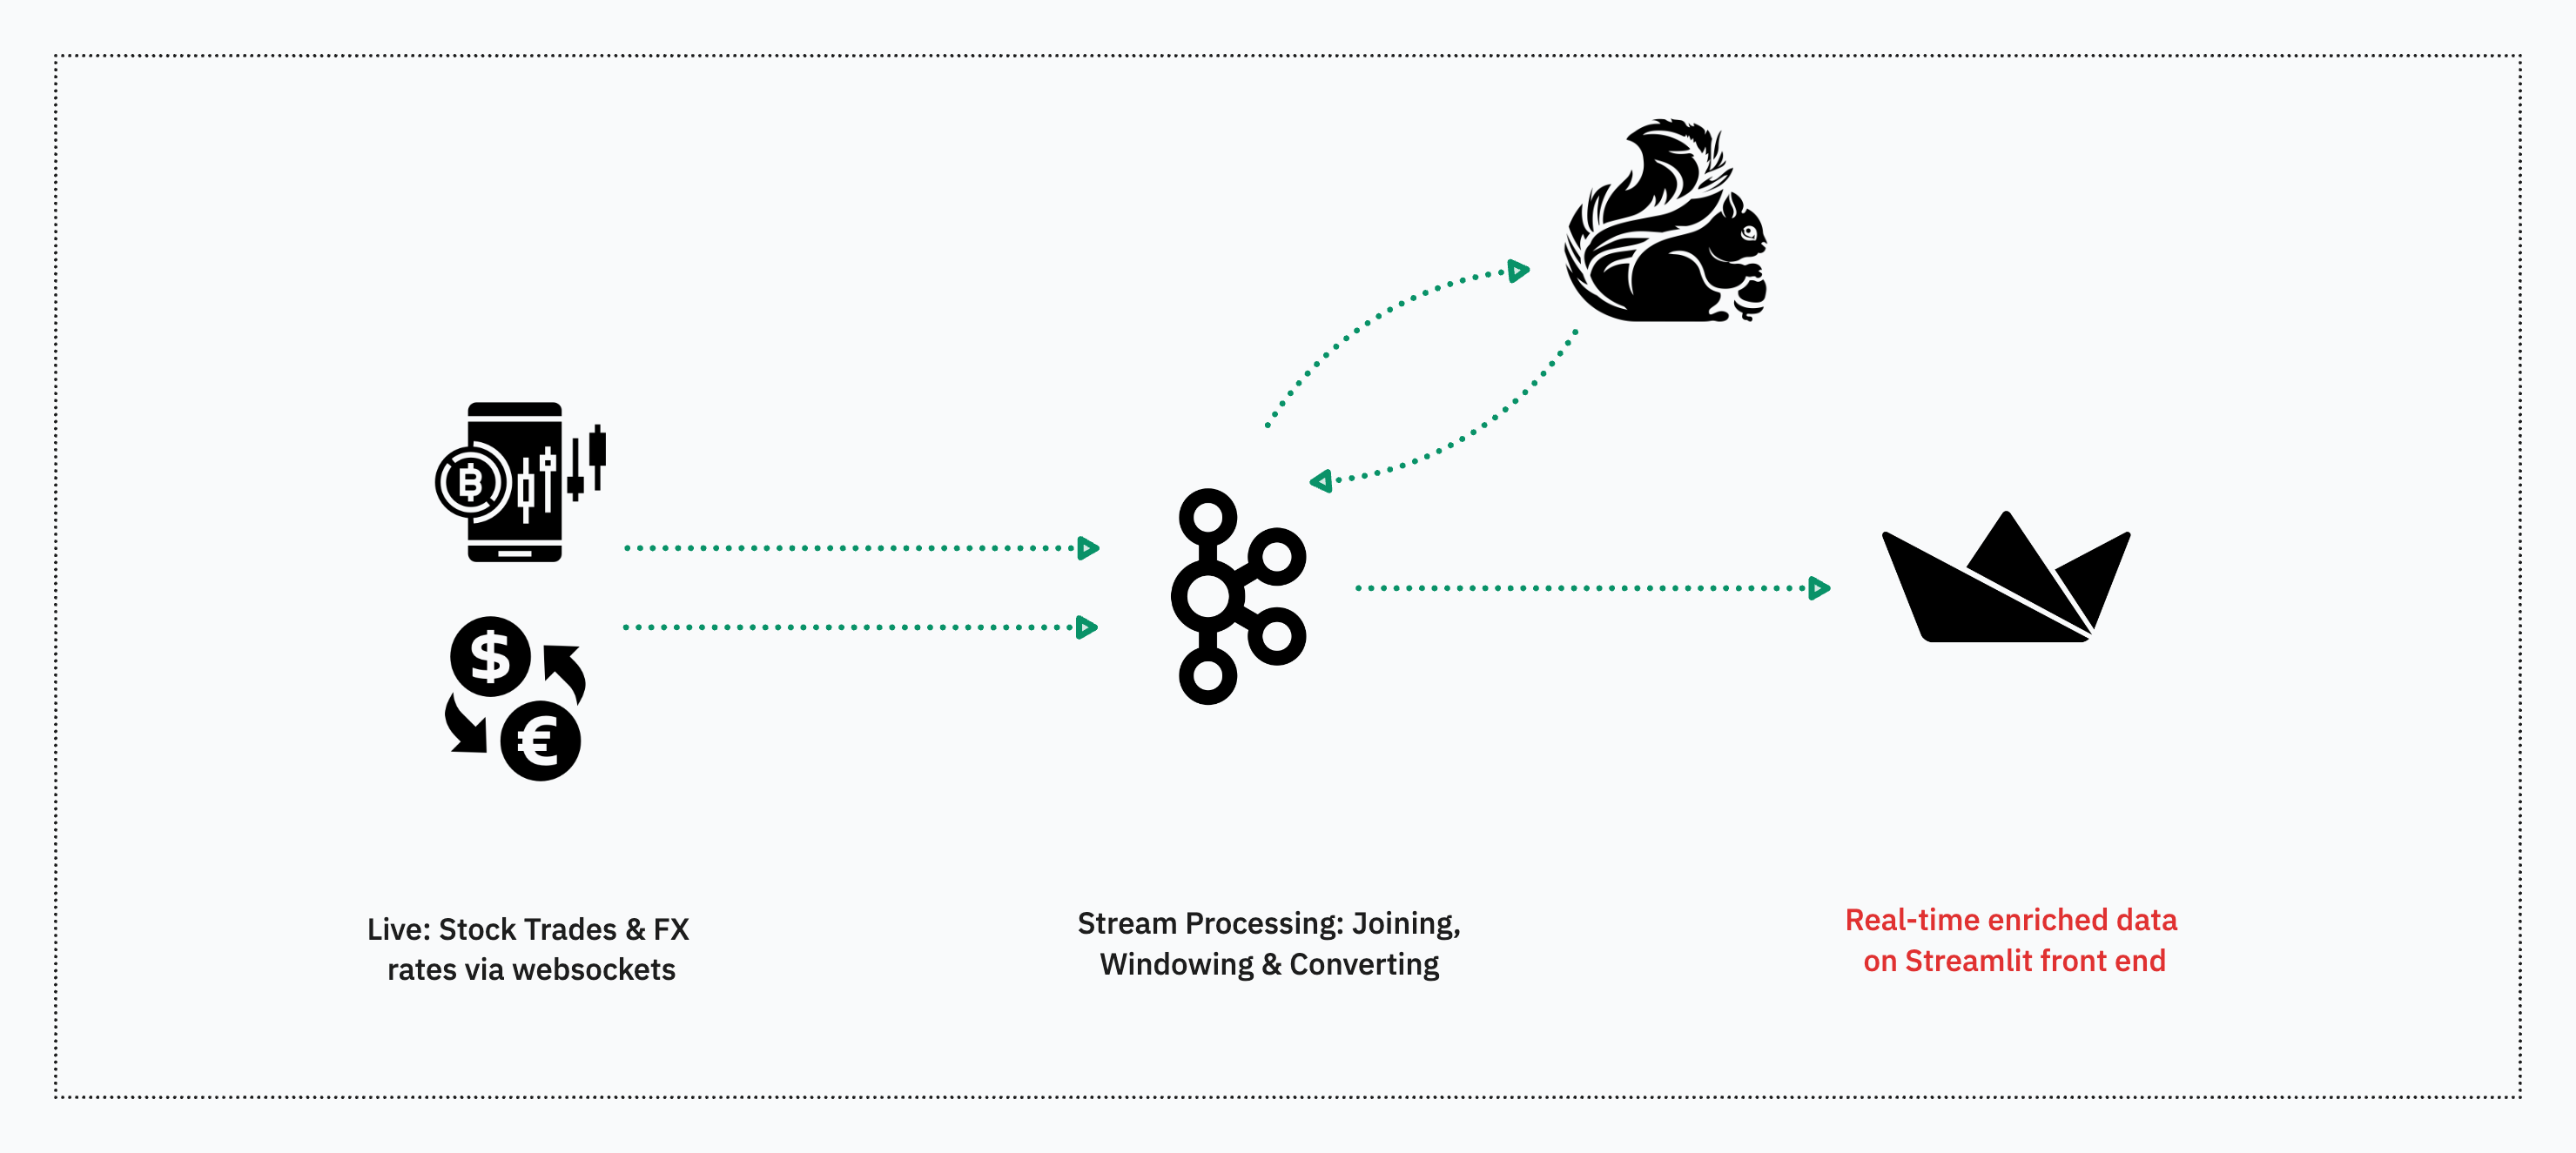 Live: Stock Trades & FX
rates via websockets
Stream Processing: Joining,
Windowing & Converting
Real-time enriched data
on Streamlit front end